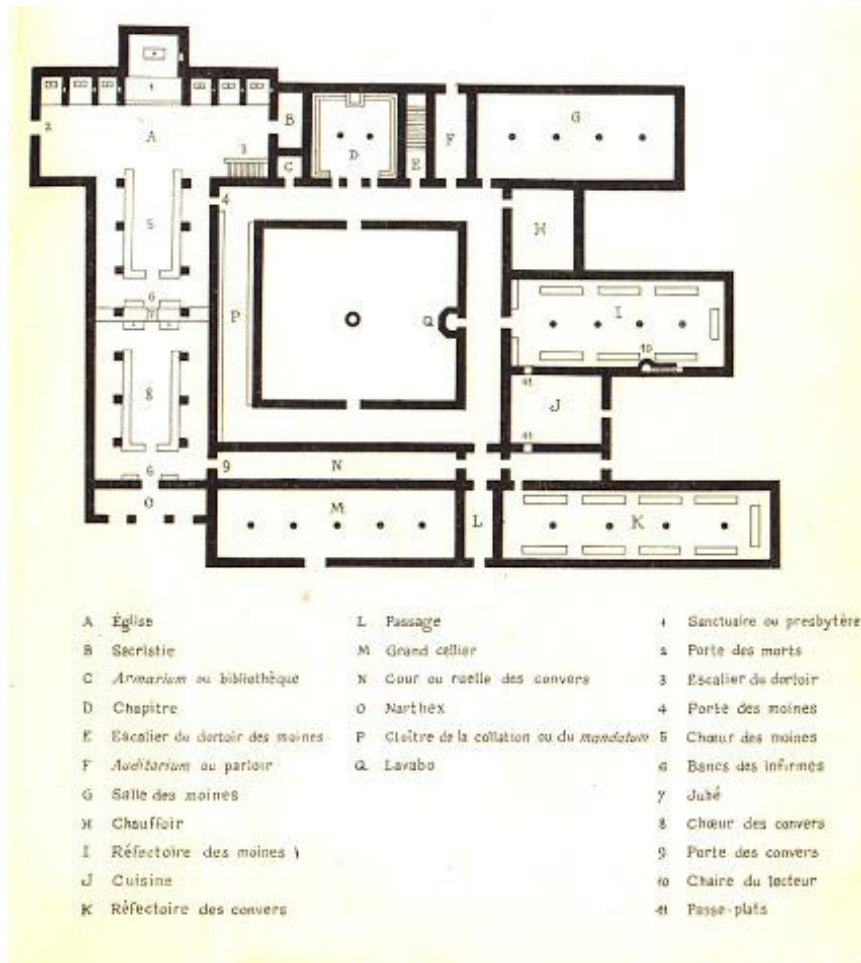 1
2
A
B
3
C
D
E
F
G
4
5
H
6
7
P
Q
I
10
11
J
8
11
6
9
N
O
M
L
K
A Église
B Sacristie
C Armarium ou bibliothèque
D Chapitre
E Escalier du dortoir des moines
F Auditorium ou parloir
G Salle des moines
H Chauffoir
I Réfectoire des moines
J Cuisine
K Réfectoire des convers
L Passage
M Grand cellier
N Cour ou ruelle des convers
O Narthex
P Cloître de la collation ou du mandatum
Q Lavabo
1 Sanctuaire ou presbytère
2 Porte des morts
3 Escalier du dortoir
4 Porte des moines
5 Chœur des moines
6 Bancs des infirmes
7 Jubé
8 Chœur des convers
9 Porte des convers
10 Chaire du lecteur
11 Passe-plats